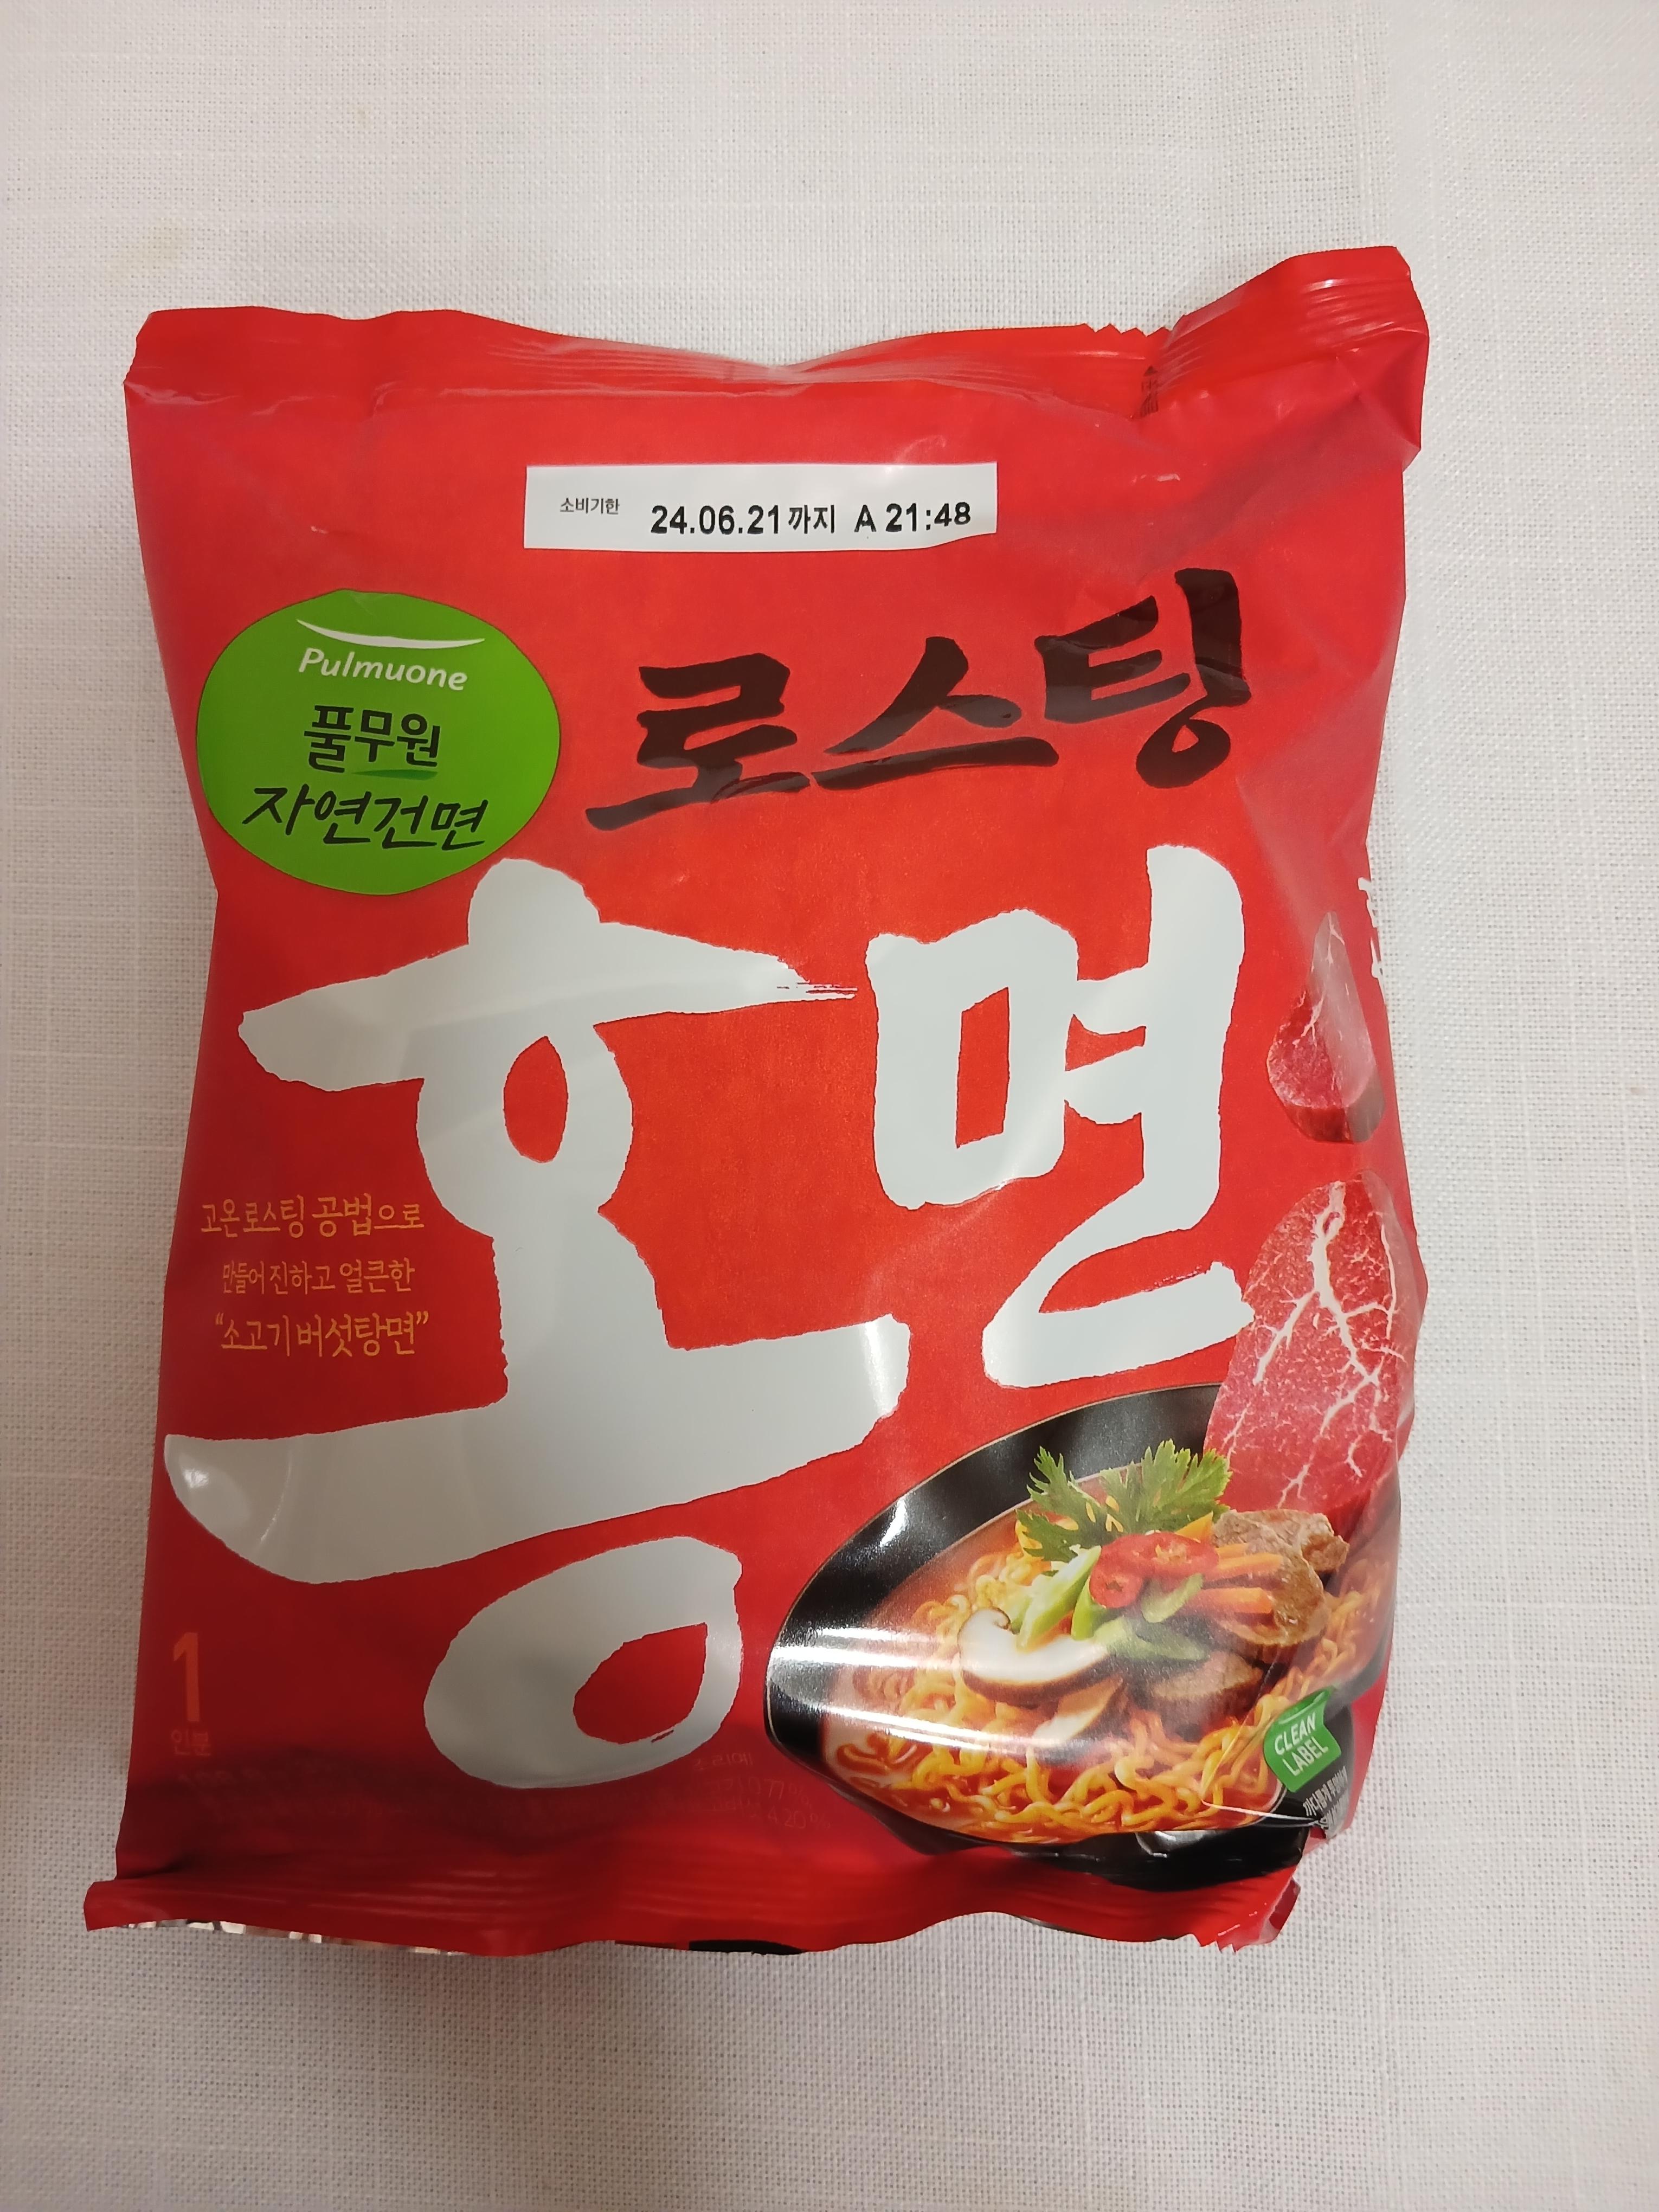 소비기한 24.06.21까지 A 21:48
Pulmuone
풀무원
자연건면
로스팅
홍면
고온로스팅 공법으로
만들어 진하고 얼큰한
“소고기버섯탕면”
1
인분
CLEAN
LABEL